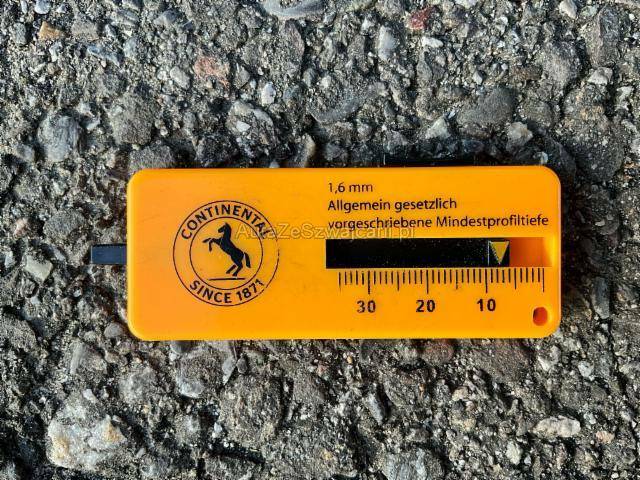 1,6 mm
Allgemein gesetzlich
vorgeschriebene Mindestprofiltiefe
CONTINENTAL
SINCE 1871
AutaZeSzwajcarii.pl
30 20 10